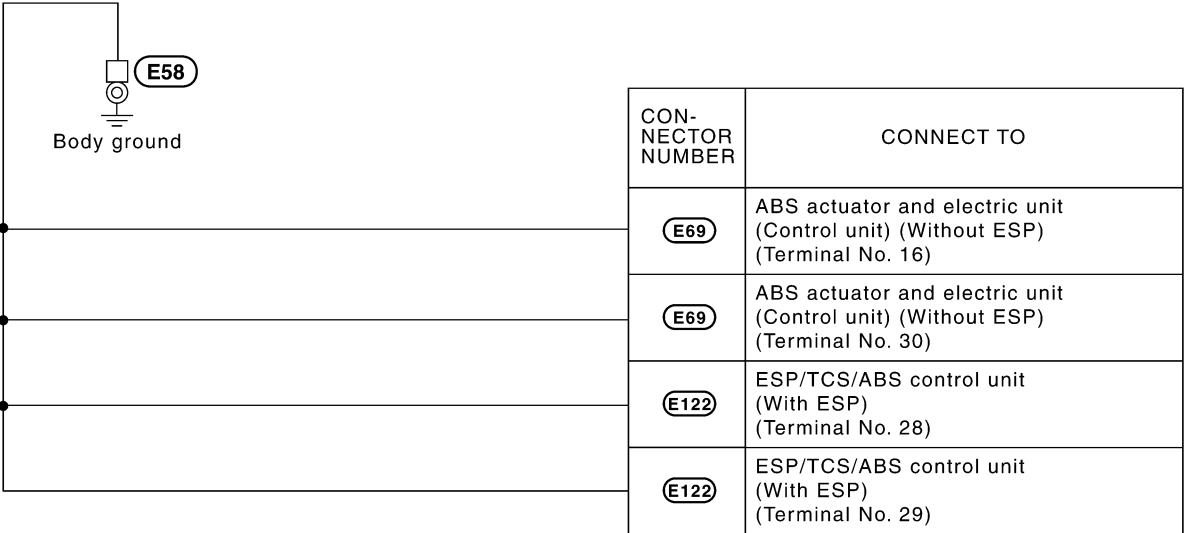 E58
Body ground
CON-
NECTOR
NUMBER
CONNECT TO
E69
ABS actuator and electric unit
(Control unit) (Without ESP)
(Terminal No. 16)
E69
ABS actuator and electric unit
(Control unit) (Without ESP)
(Terminal No. 30)
E122
ESP/TCS/ABS control unit
(With ESP)
(Terminal No. 28)
E122
ESP/TCS/ABS control unit
(With ESP)
(Terminal No. 29)